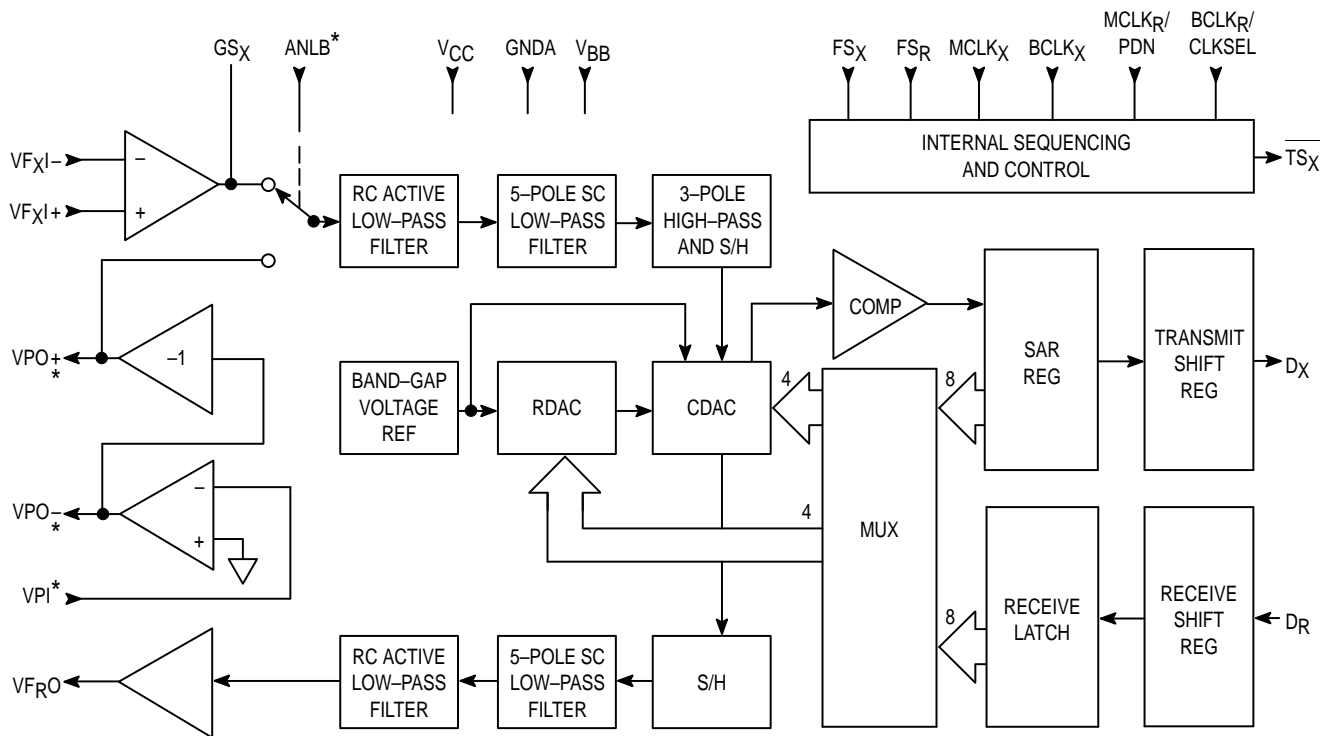 GSX
ANLB*
VCC
GNDA
VBB
FSX
FSR
MCLKX
BCLKX
MCLKR/
PDN
BCLKR/
CLKSEL
INTERNAL SEQUENCING
AND CONTROL
TSX
VFXI–
VFXI+
–
+
RC ACTIVE
LOW–PASS
FILTER
5–POLE SC
LOW–PASS
FILTER
3–POLE
HIGH–PASS
AND S/H
COMP
SAR
REG
TRANSMIT
SHIFT
REG
DX
VPO+
*
–1
BAND–GAP
VOLTAGE
REF
RDAC
CDAC
4
8
4
MUX
VPO–
*
–
+
VPI*
8
RECEIVE
LATCH
RECEIVE
SHIFT
REG
DR
VFRO
RC ACTIVE
LOW–PASS
FILTER
5–POLE SC
LOW–PASS
FILTER
S/H